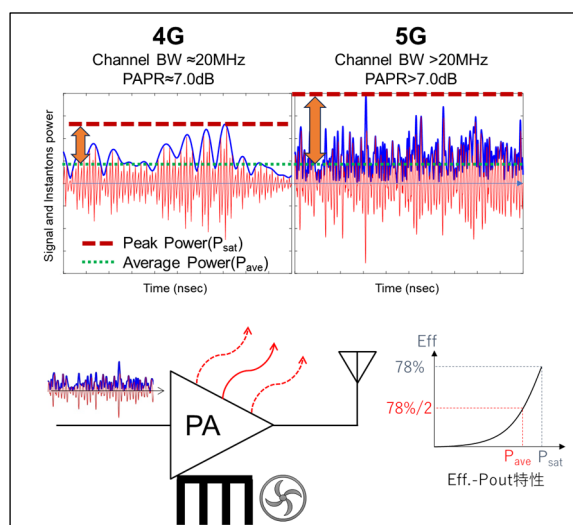 4G
Channel BW ≈20MHz
PAPR≈7.0dB
5G
Channel BW >20MHz
PAPR>7.0dB
Signal and Instantons power
Peak Power(Psat)
Average Power(Pave)
Time (nsec)
Time (nsec)
PA
Eff
78%
78%/2
Pave
Psat
Eff.-Pout特性